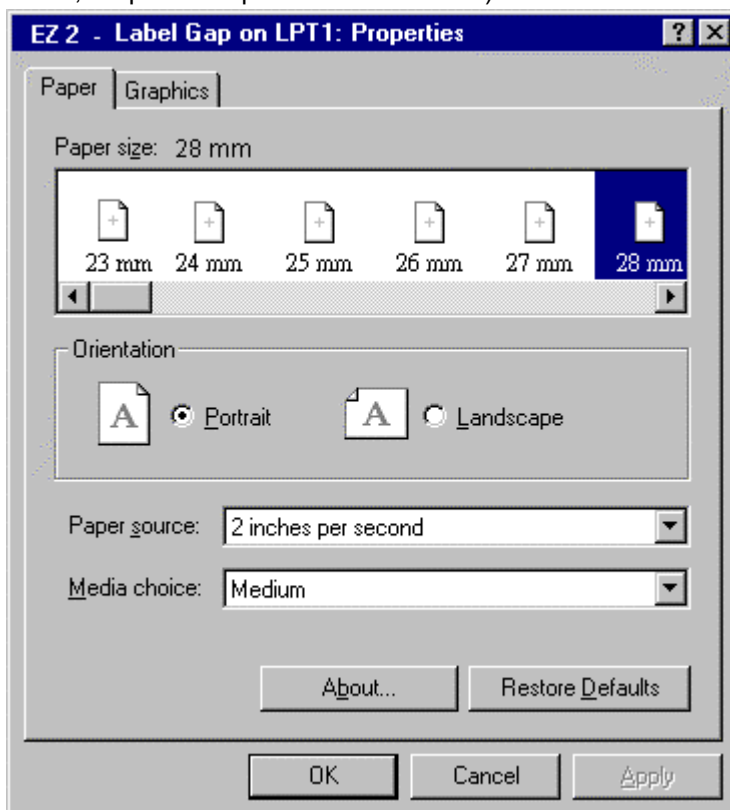 EZ 2 - Label Gap on LPT1: Properties
Paper Graphics
Paper size: 28 mm
23 mm 24 mm 25 mm 26 mm 27 mm 28 mm
Orientation
A Portrait A Landscape
Paper source: 2 inches per second
Media choice: Medium
About... Restore Defaults
OK Cancel Apply